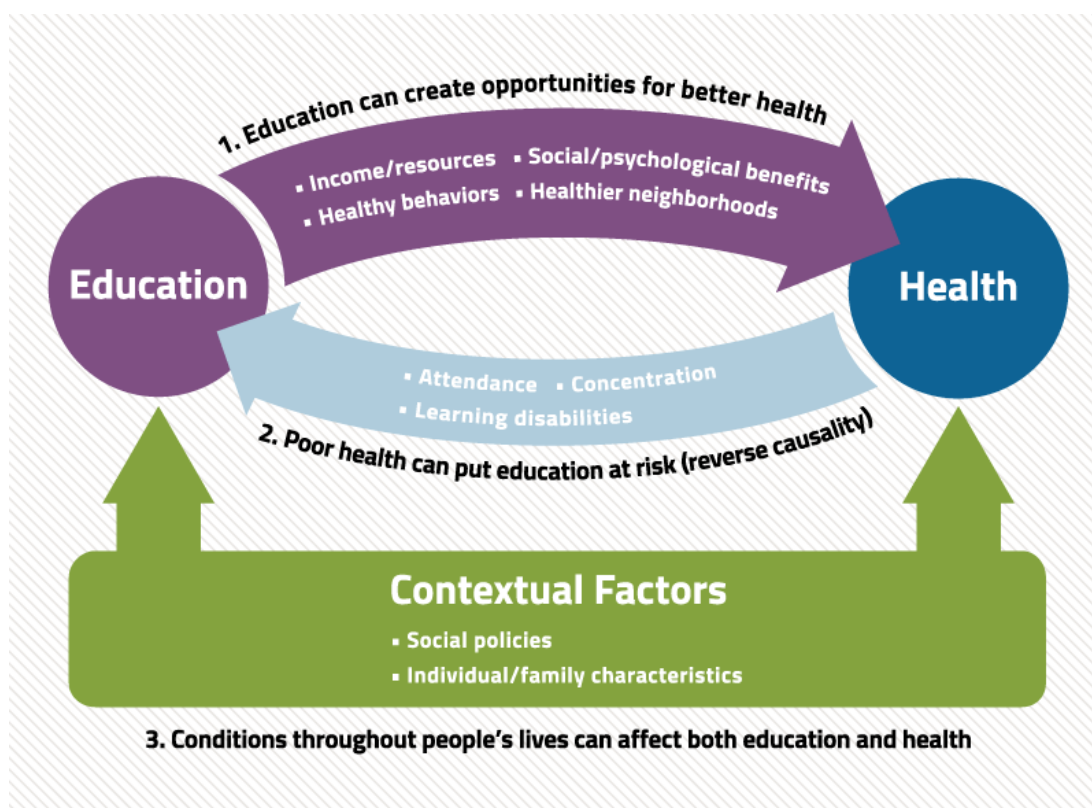 1. Education can create opportunities for better health
▪ Income/resources ▪ Social/psychological benefits
▪ Healthy behaviors ▪ Healthier neighborhoods
Education
Health
▪ Attendance ▪ Concentration
▪ Learning disabilities
2. Poor health can put education at risk (reverse causality)
Contextual Factors
▪ Social policies
▪ Individual/family characteristics
3. Conditions throughout people’s lives can affect both education and health